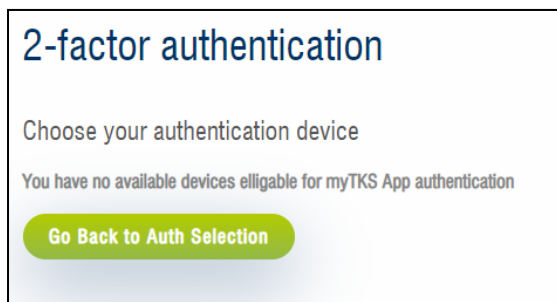 2-factor authentication
Choose your authentication device
You have no available devices elligable for myTKS App authentication
Go Back to Auth Selection